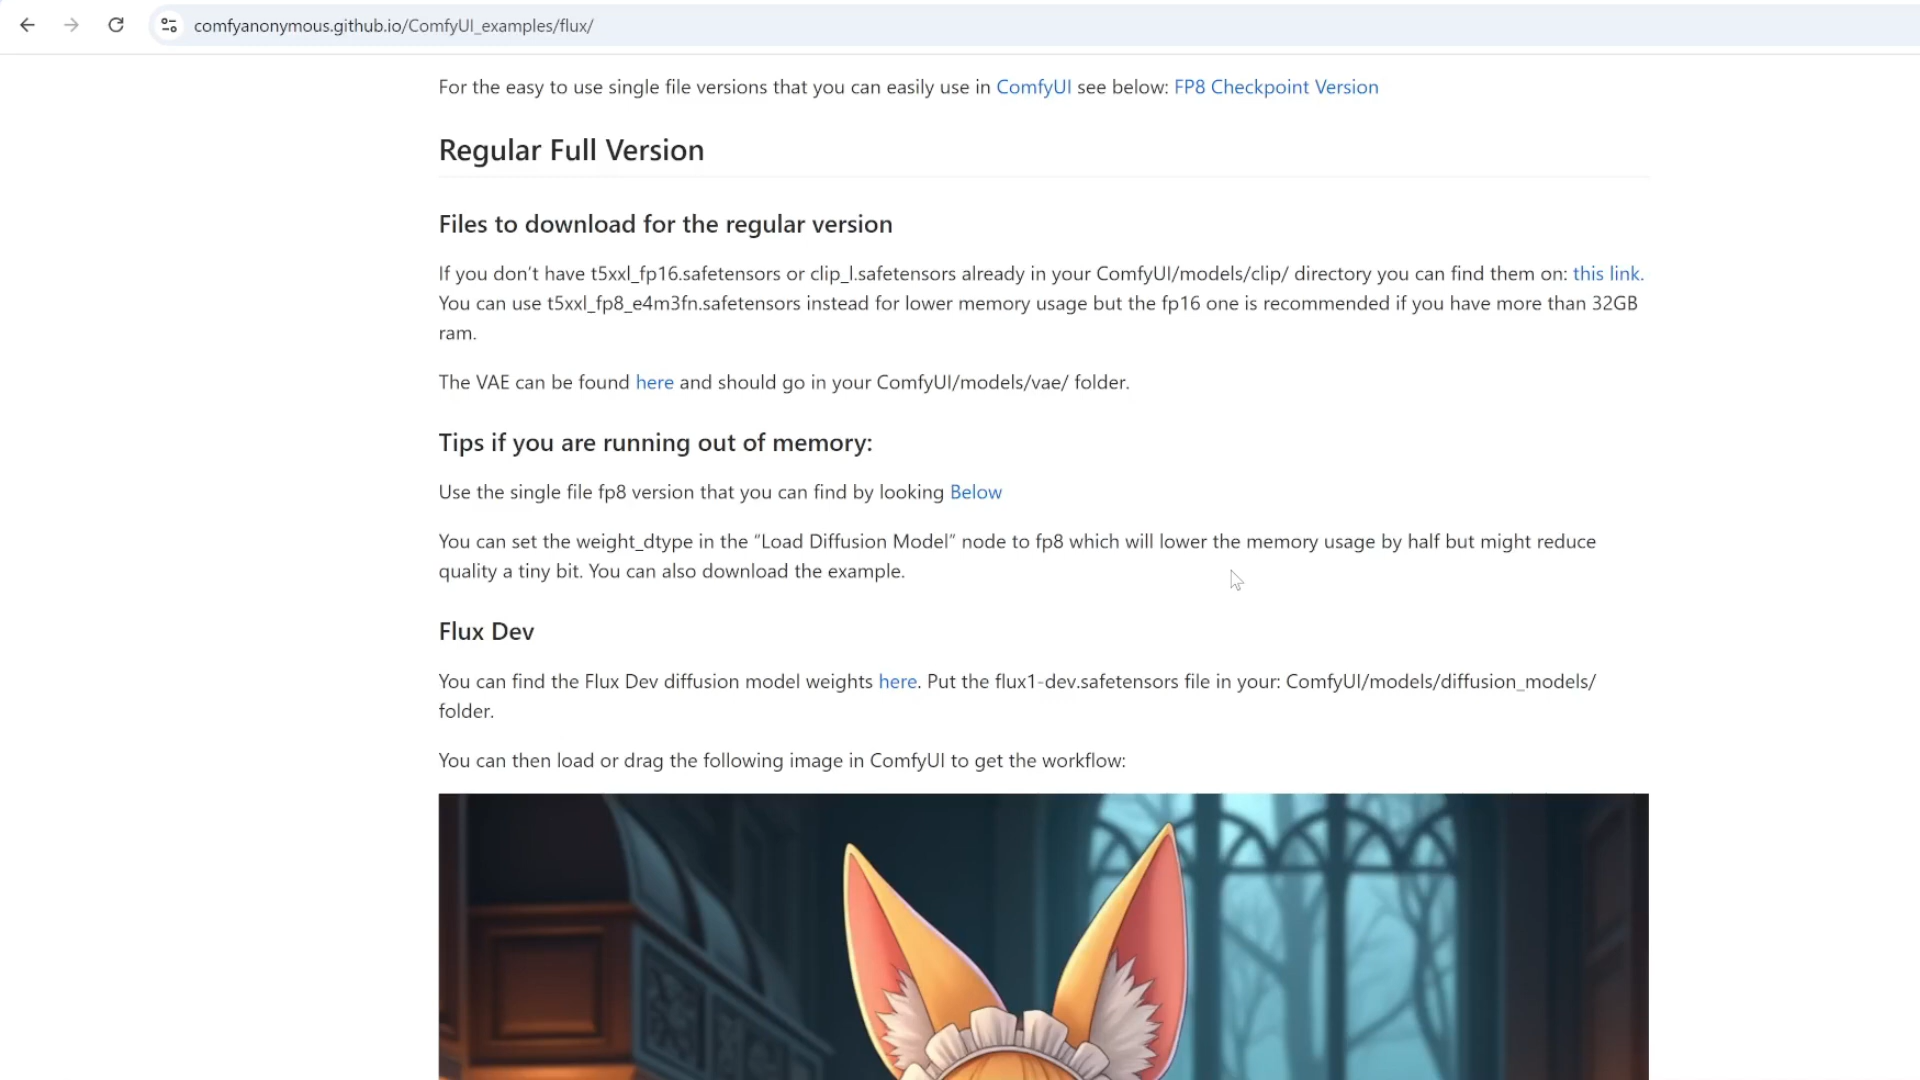 comfyanonymous.github.io/ComfyUI_examples/flux/
For the easy to use single file versions that you can easily use in ComfyUI see below: FP8 Checkpoint Version
Regular Full Version
Files to download for the regular version
If you don’t have t5xxl_fp16.safetensors or clip_l.safetensors already in your ComfyUI/models/clip/ directory you can find them on: this link.
You can use t5xxl_fp8_e4m3fn.safetensors instead for lower memory usage but the fp16 one is recommended if you have more than 32GB
ram.
The VAE can be found here and should go in your ComfyUI/models/vae/ folder.
Tips if you are running out of memory:
Use the single file fp8 version that you can find by looking Below
You can set the weight_dtype in the “Load Diffusion Model” node to fp8 which will lower the memory usage by half but might reduce
quality a tiny bit. You can also download the example.
Flux Dev
You can find the Flux Dev diffusion model weights here. Put the flux1-dev.safetensors file in your: ComfyUI/models/diffusion_models/
folder.
You can then load or drag the following image in ComfyUI to get the workflow: